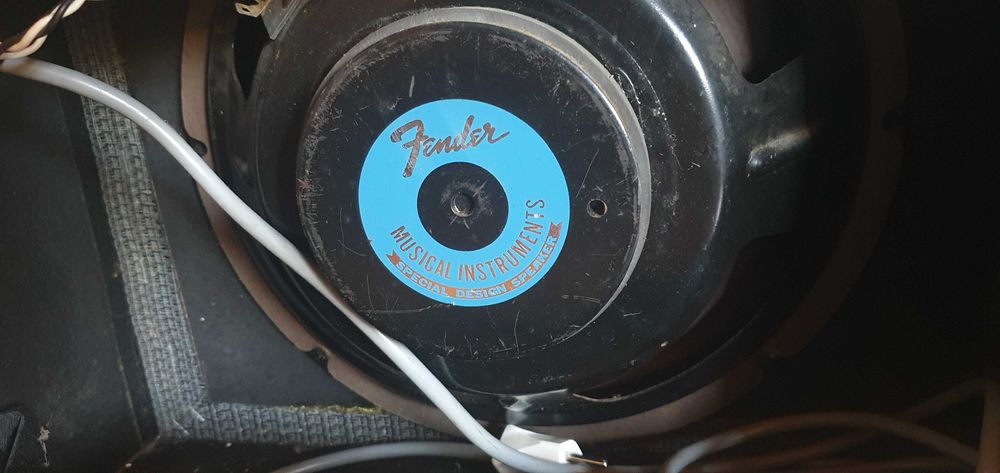 Fender
MUSICAL INSTRUMENTS
SPECIAL DESIGN SPEAKER